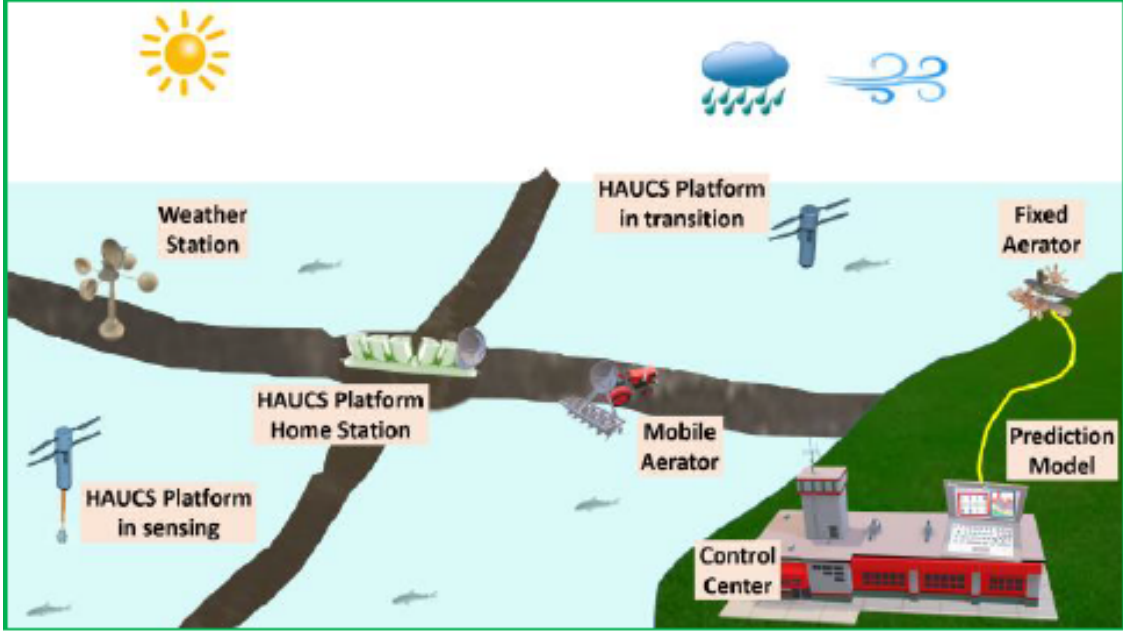 HAUCS Platform
in transition
Weather
Station
Fixed
Aerator
HAUCS Platform
Home Station
Mobile
Aerator
Prediction
Model
HAUCS Platform
in sensing
Control
Center